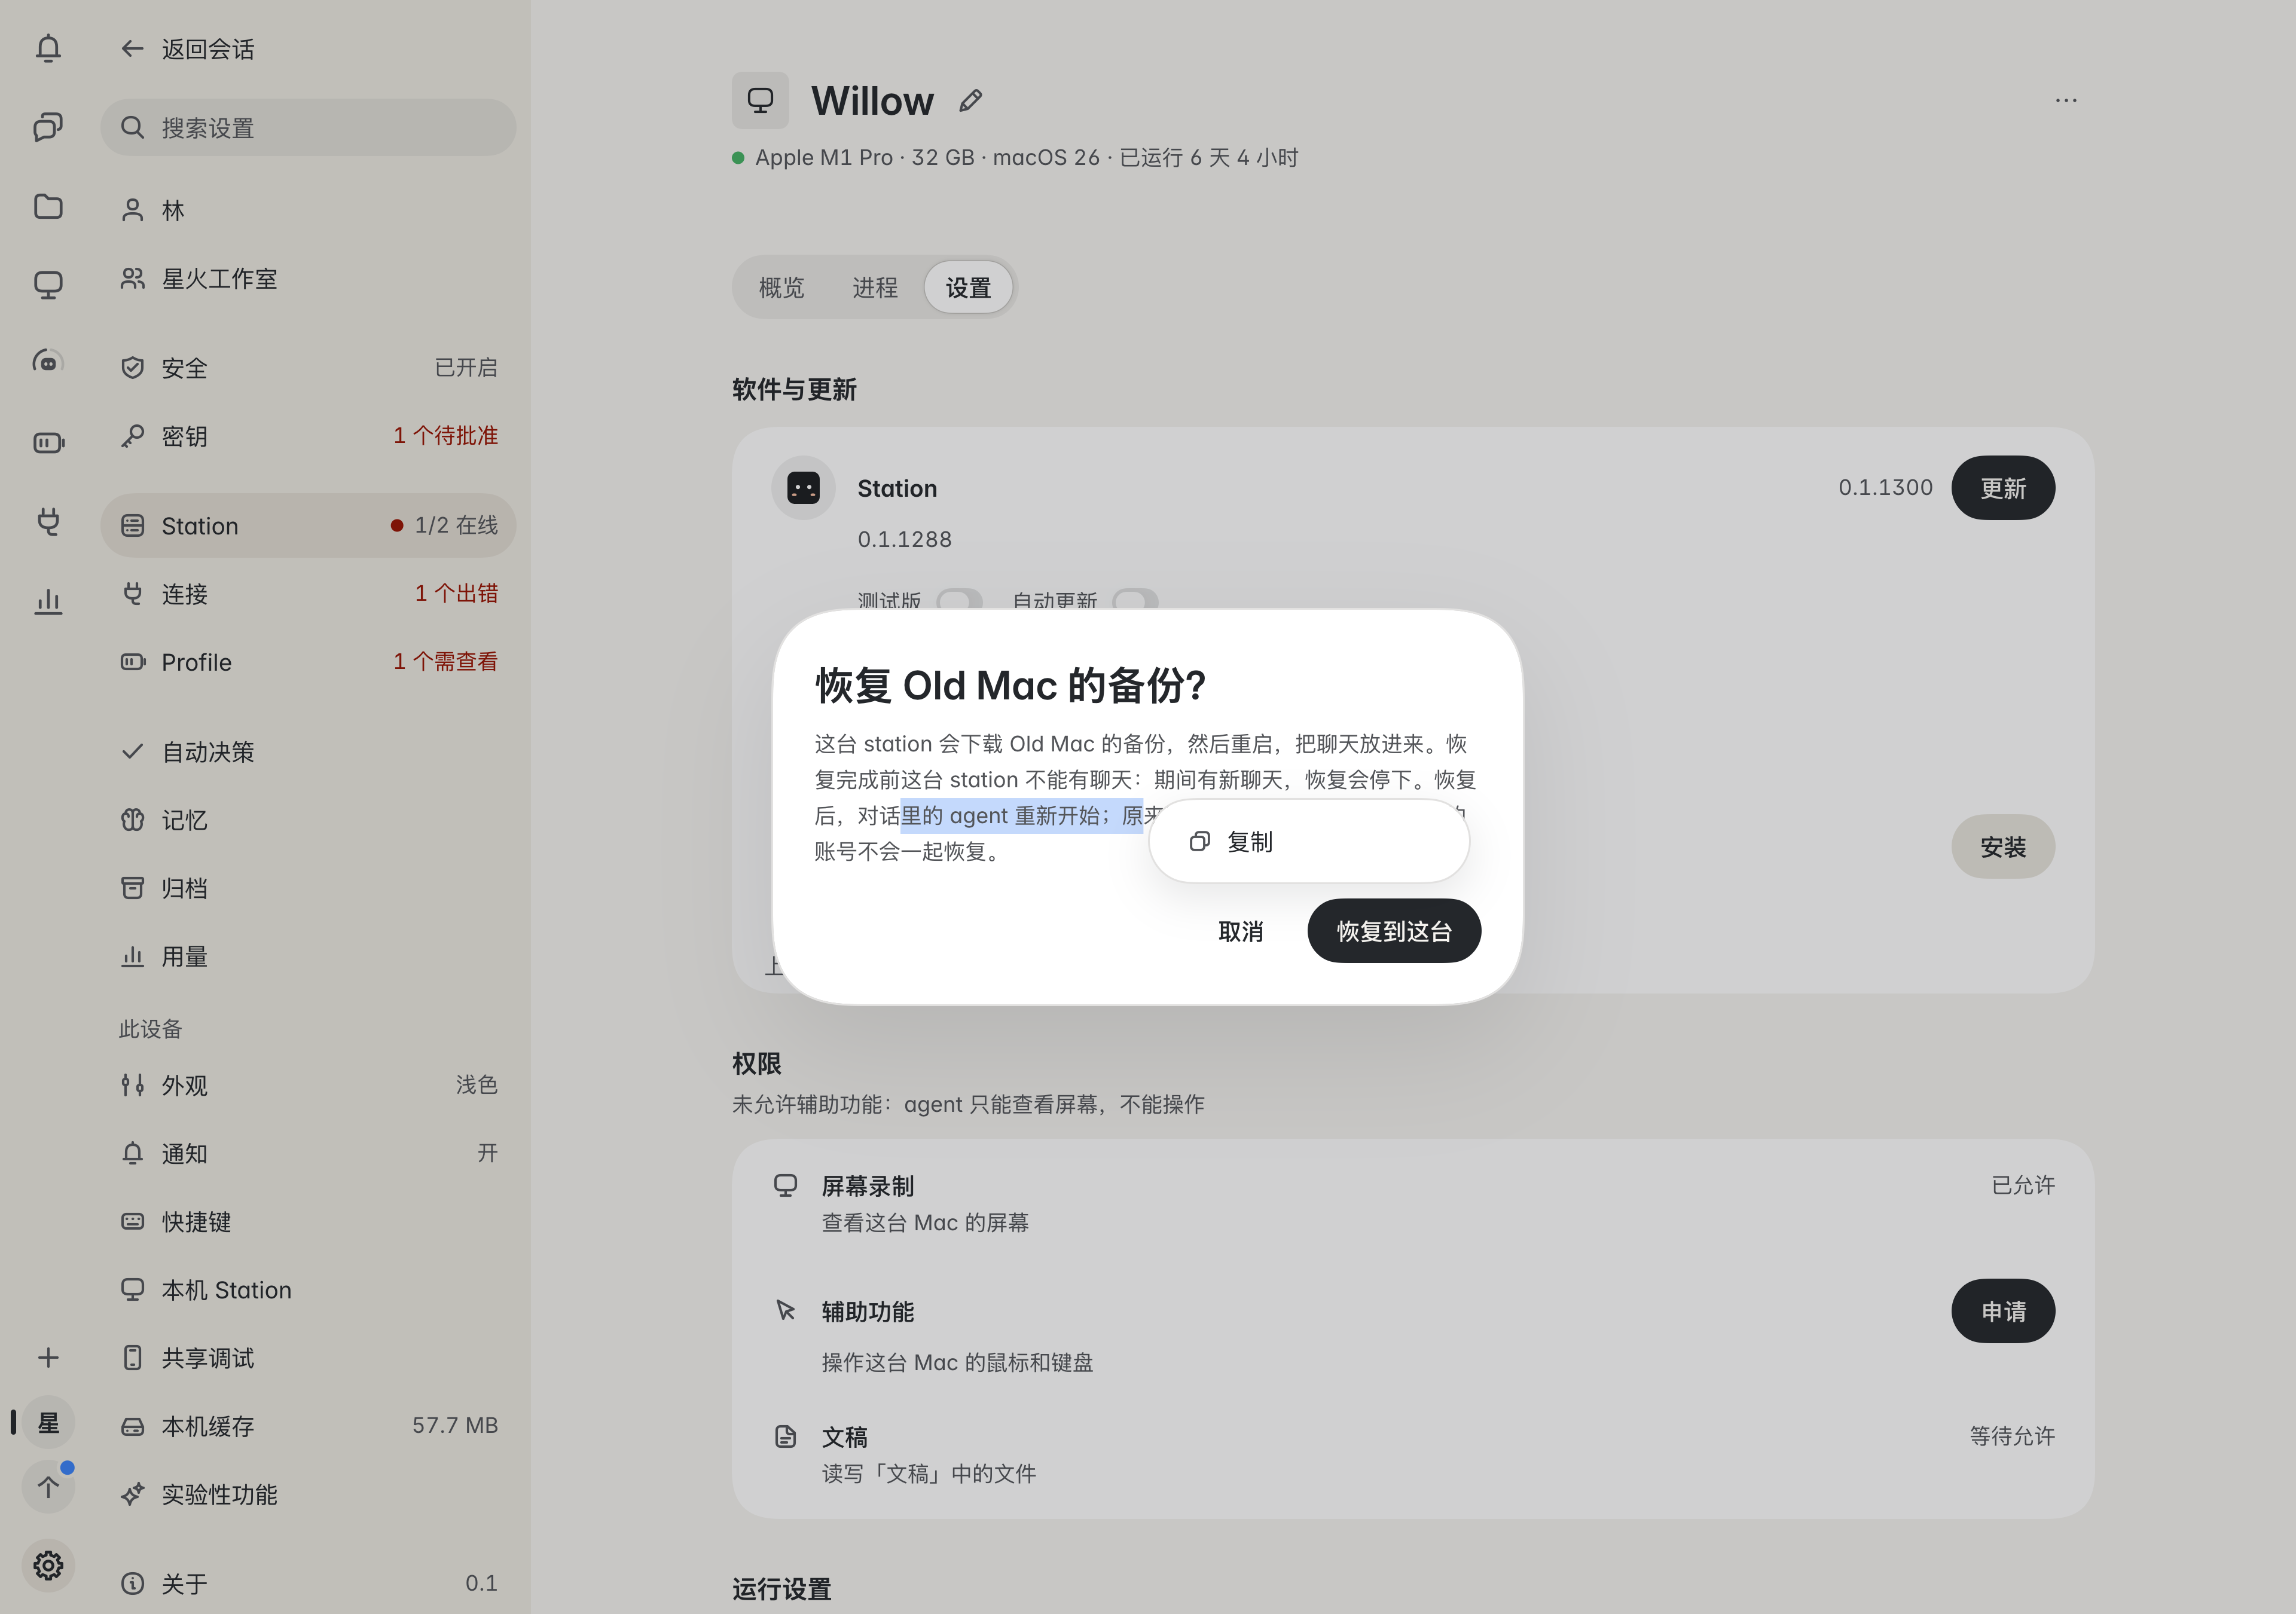 返回会话
搜索设置
林
星火工作室
安全 已开启
密钥 1 个待批准
Station 1/2 在线
连接 1 个出错
Profile 1 个需查看
自动决策
记忆
归档
用量
此设备
外观 浅色
通知 开
快捷键
本机 Station
共享调试
本机缓存 57.7 MB
实验性功能
关于 0.1
星
个
Willow
Apple M1 Pro · 32 GB · macOS 26 · 已运行 6 天 4 小时
概览 进程 设置
软件与更新
Station 0.1.1300 更新
0.1.1288
测试版 自动更新
安装
恢复 Old Mac 的备份?
这台 station 会下载 Old Mac 的备份，然后重启，把聊天放进来。恢
复完成前这台 station 不能有聊天：期间有新聊天，恢复会停下。恢复
后，对话里的 agent 重新开始；原来
账号不会一起恢复。
复制
取消 恢复到这台
权限
未允许辅助功能：agent 只能查看屏幕，不能操作
屏幕录制 已允许
查看这台 Mac 的屏幕
辅助功能 申请
操作这台 Mac 的鼠标和键盘
文稿 等待允许
读写「文稿」中的文件
运行设置